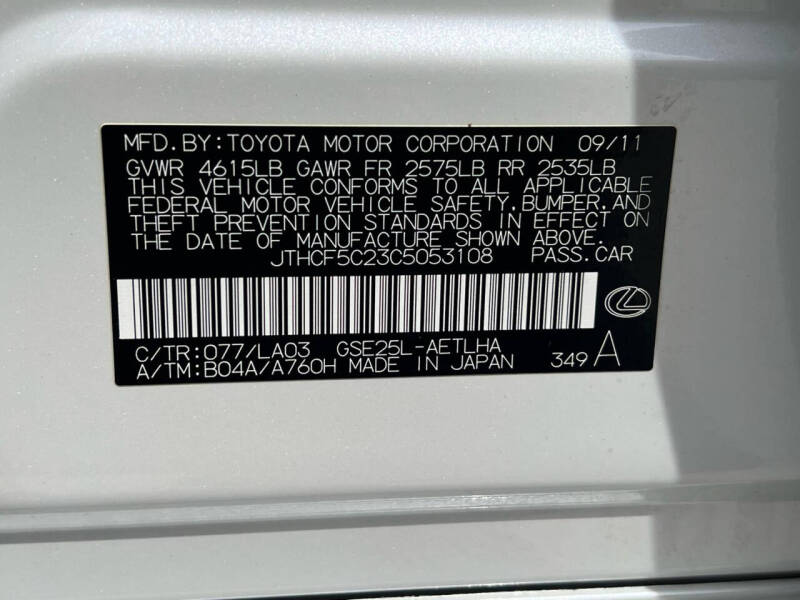 MFD.BY:TOYOTA MOTOR CORPORATION 09/11
GVWR 4615LB GAWR FR 2575LB RR 2535LB
THIS VEHICLE CONFORMS TO ALL APPLICABLE
FEDERAL MOTOR VEHICLE SAFETY,BUMPER,AND
THEFT PREVENTION STANDARDS IN EFFECT ON
THE DATE OF MANUFACTURE SHOWN ABOVE.
JTHCF5C23C5053108 PASS.CAR
C/TR:077/LA03 GSE25L-AETLHA
A/TM:B04A/A760H MADE IN JAPAN 349 A